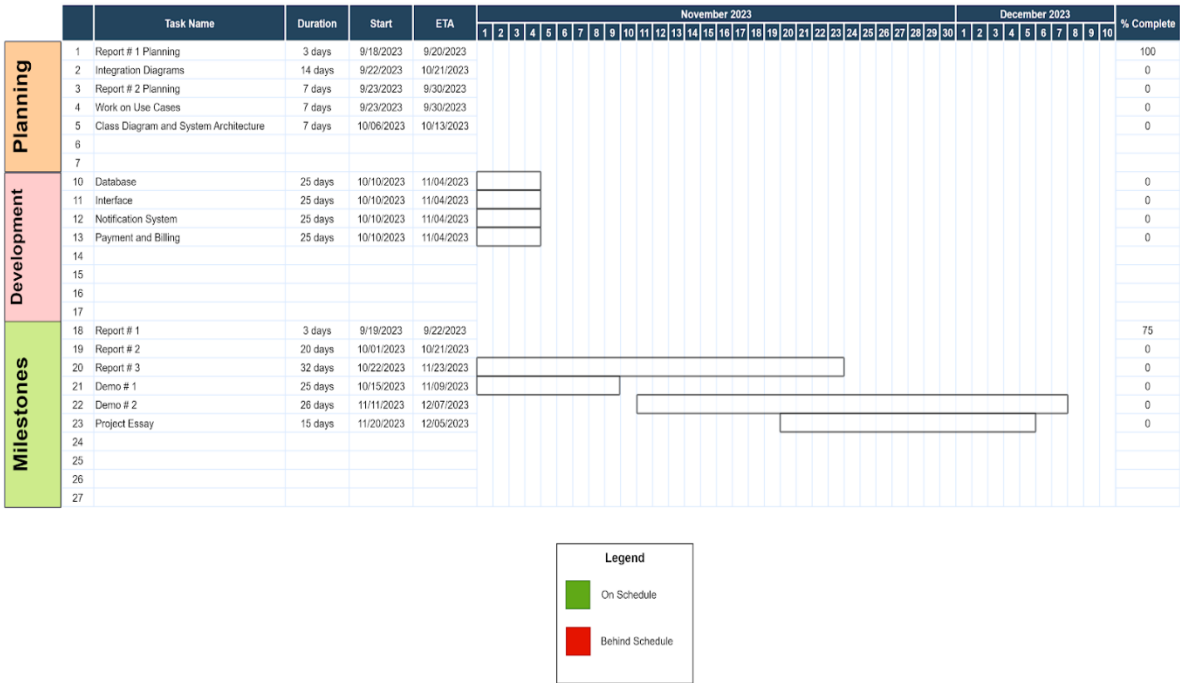 Task Name Duration Start ETA November 2023 December 2023 % Complete
1 2 3 4 5 6 7 8 9 10 11 12 13 14 15 16 17 18 19 20 21 22 23 24 25 26 27 28 29 30 1 2 3 4 5 6 7 8 9 10
Planning
1 Report # 1 Planning 3 days 9/18/2023 9/20/2023 100
2 Integration Diagrams 14 days 9/22/2023 10/21/2023 0
3 Report # 2 Planning 7 days 9/23/2023 9/30/2023 0
4 Work on Use Cases 7 days 9/23/2023 9/30/2023 0
5 Class Diagram and System Architecture 7 days 10/06/2023 10/13/2023 0
6
7
Development
10 Database 25 days 10/10/2023 11/04/2023 0
11 Interface 25 days 10/10/2023 11/04/2023 0
12 Notification System 25 days 10/10/2023 11/04/2023 0
13 Payment and Billing 25 days 10/10/2023 11/04/2023 0
14
15
16
17
Milestones
18 Report # 1 3 days 9/19/2023 9/22/2023 75
19 Report # 2 20 days 10/01/2023 10/21/2023 0
20 Report # 3 32 days 10/22/2023 11/23/2023 0
21 Demo # 1 25 days 10/15/2023 11/09/2023 0
22 Demo # 2 26 days 11/11/2023 12/07/2023 0
23 Project Essay 15 days 11/20/2023 12/05/2023 0
24
25
26
27
Legend
On Schedule
Behind Schedule